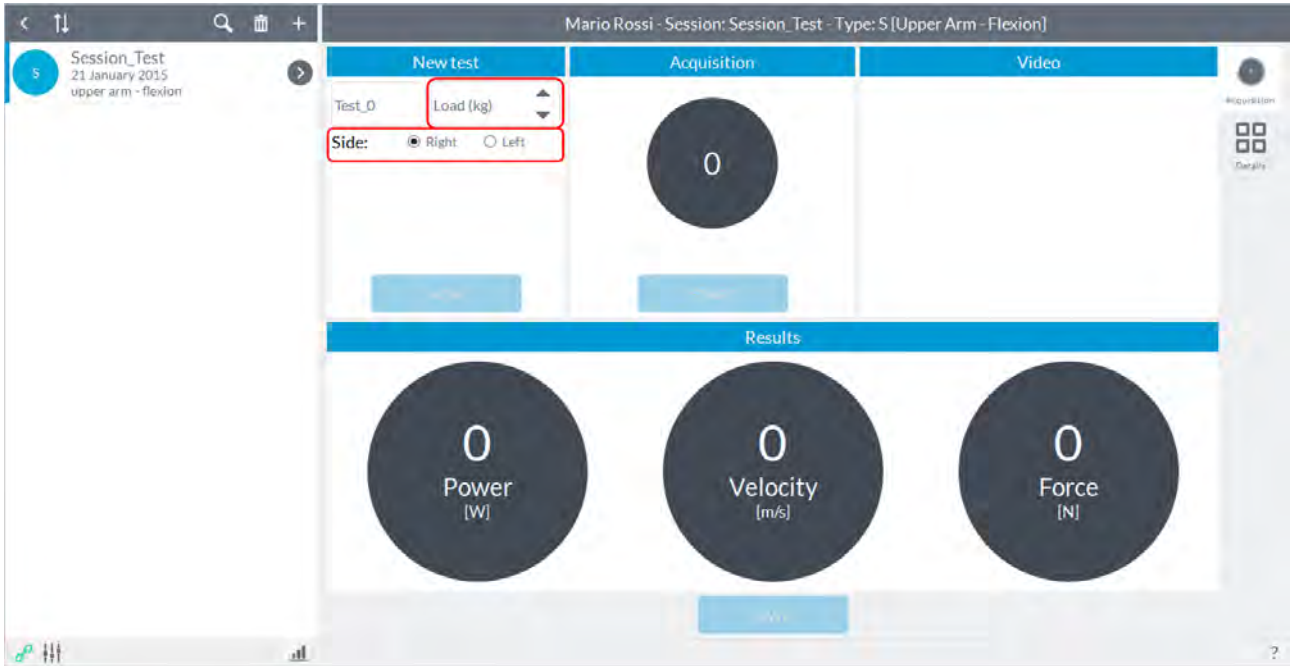 Mario Rossi - Session: Session_Test - Type: S [Upper Arm - Flexion]
S
Session_Test
21 January 2015
upper arm - flexion
New test
Acquisition
Video
Test_0
Load (kg)
Side:
Right
Left
0
Acquisition
Details
Results
0
Power
[W]
0
Velocity
[m/s]
0
Force
[N]
?